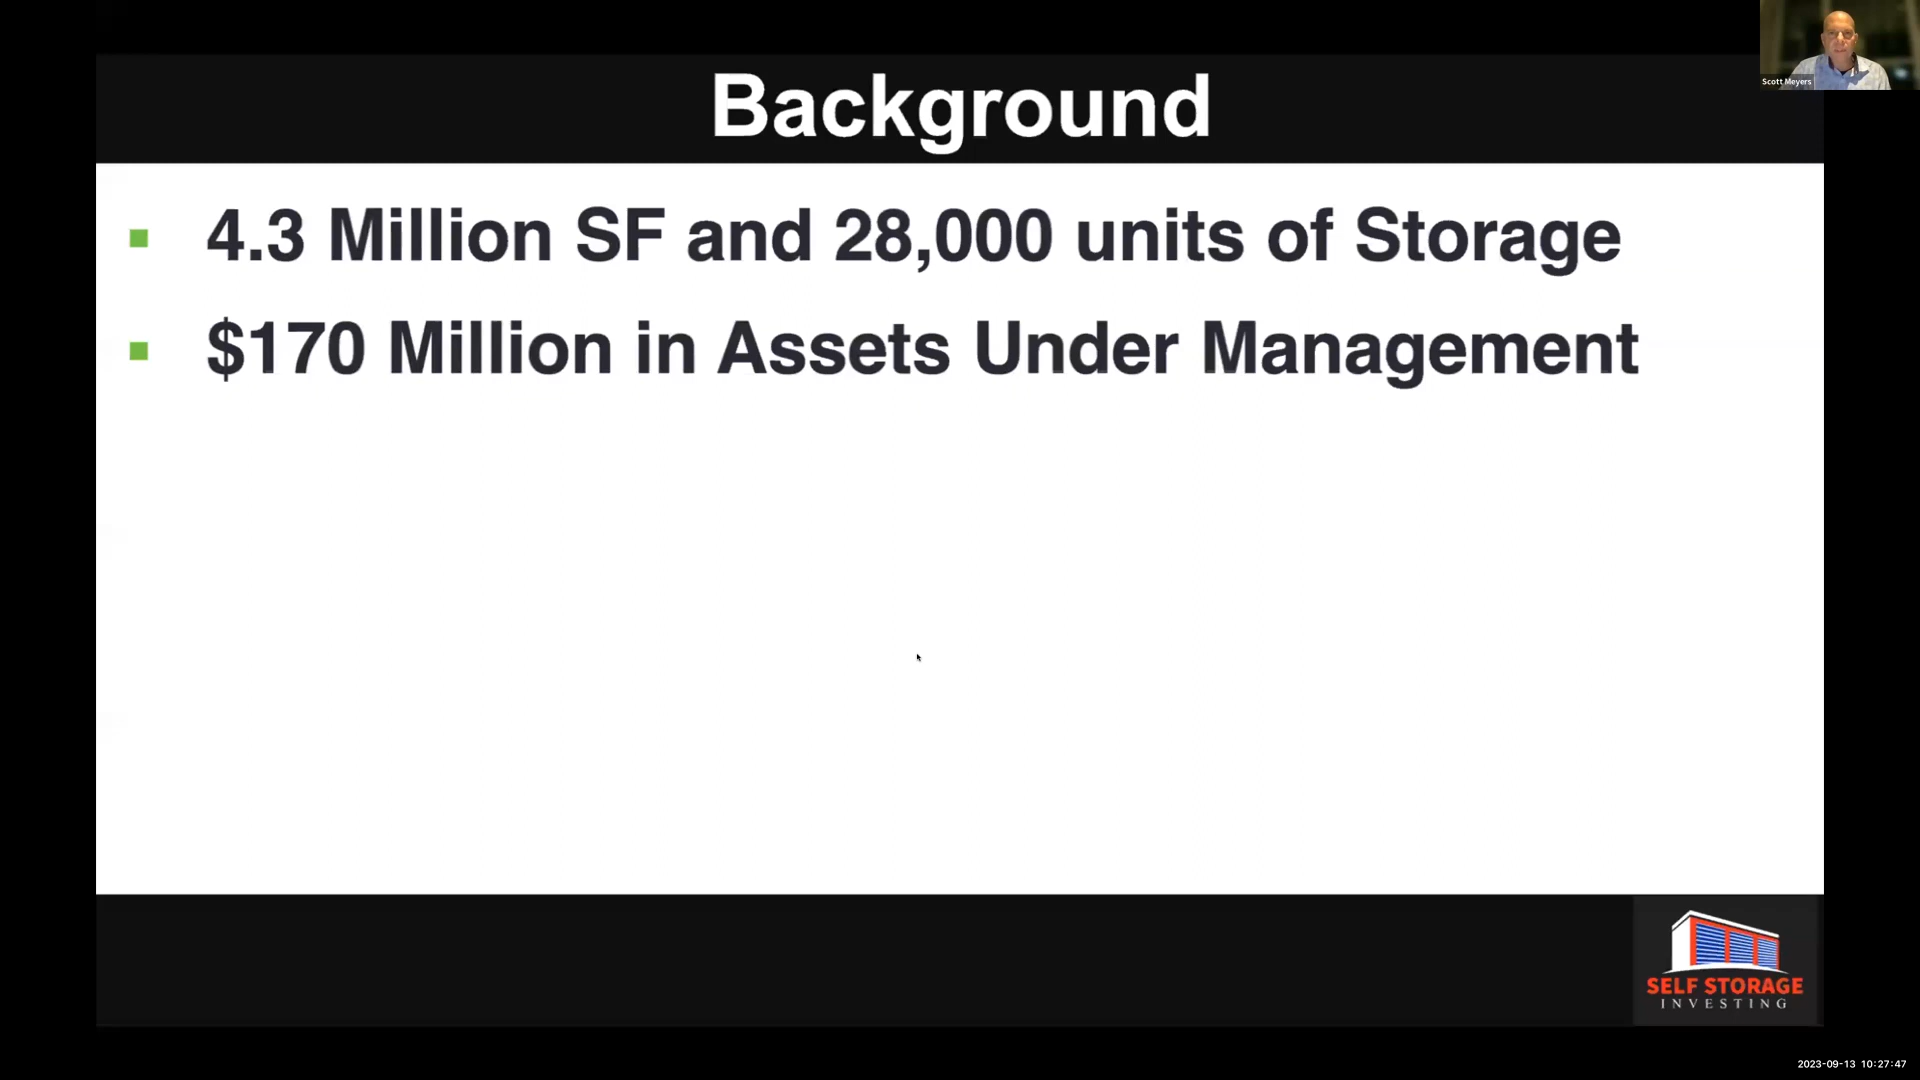 Scott Meyers
Background
▪ 4.3 Million SF and 28,000 units of Storage
▪ $170 Million in Assets Under Management
SELF STORAGE
INVESTING
2023-09-13 10:27:47